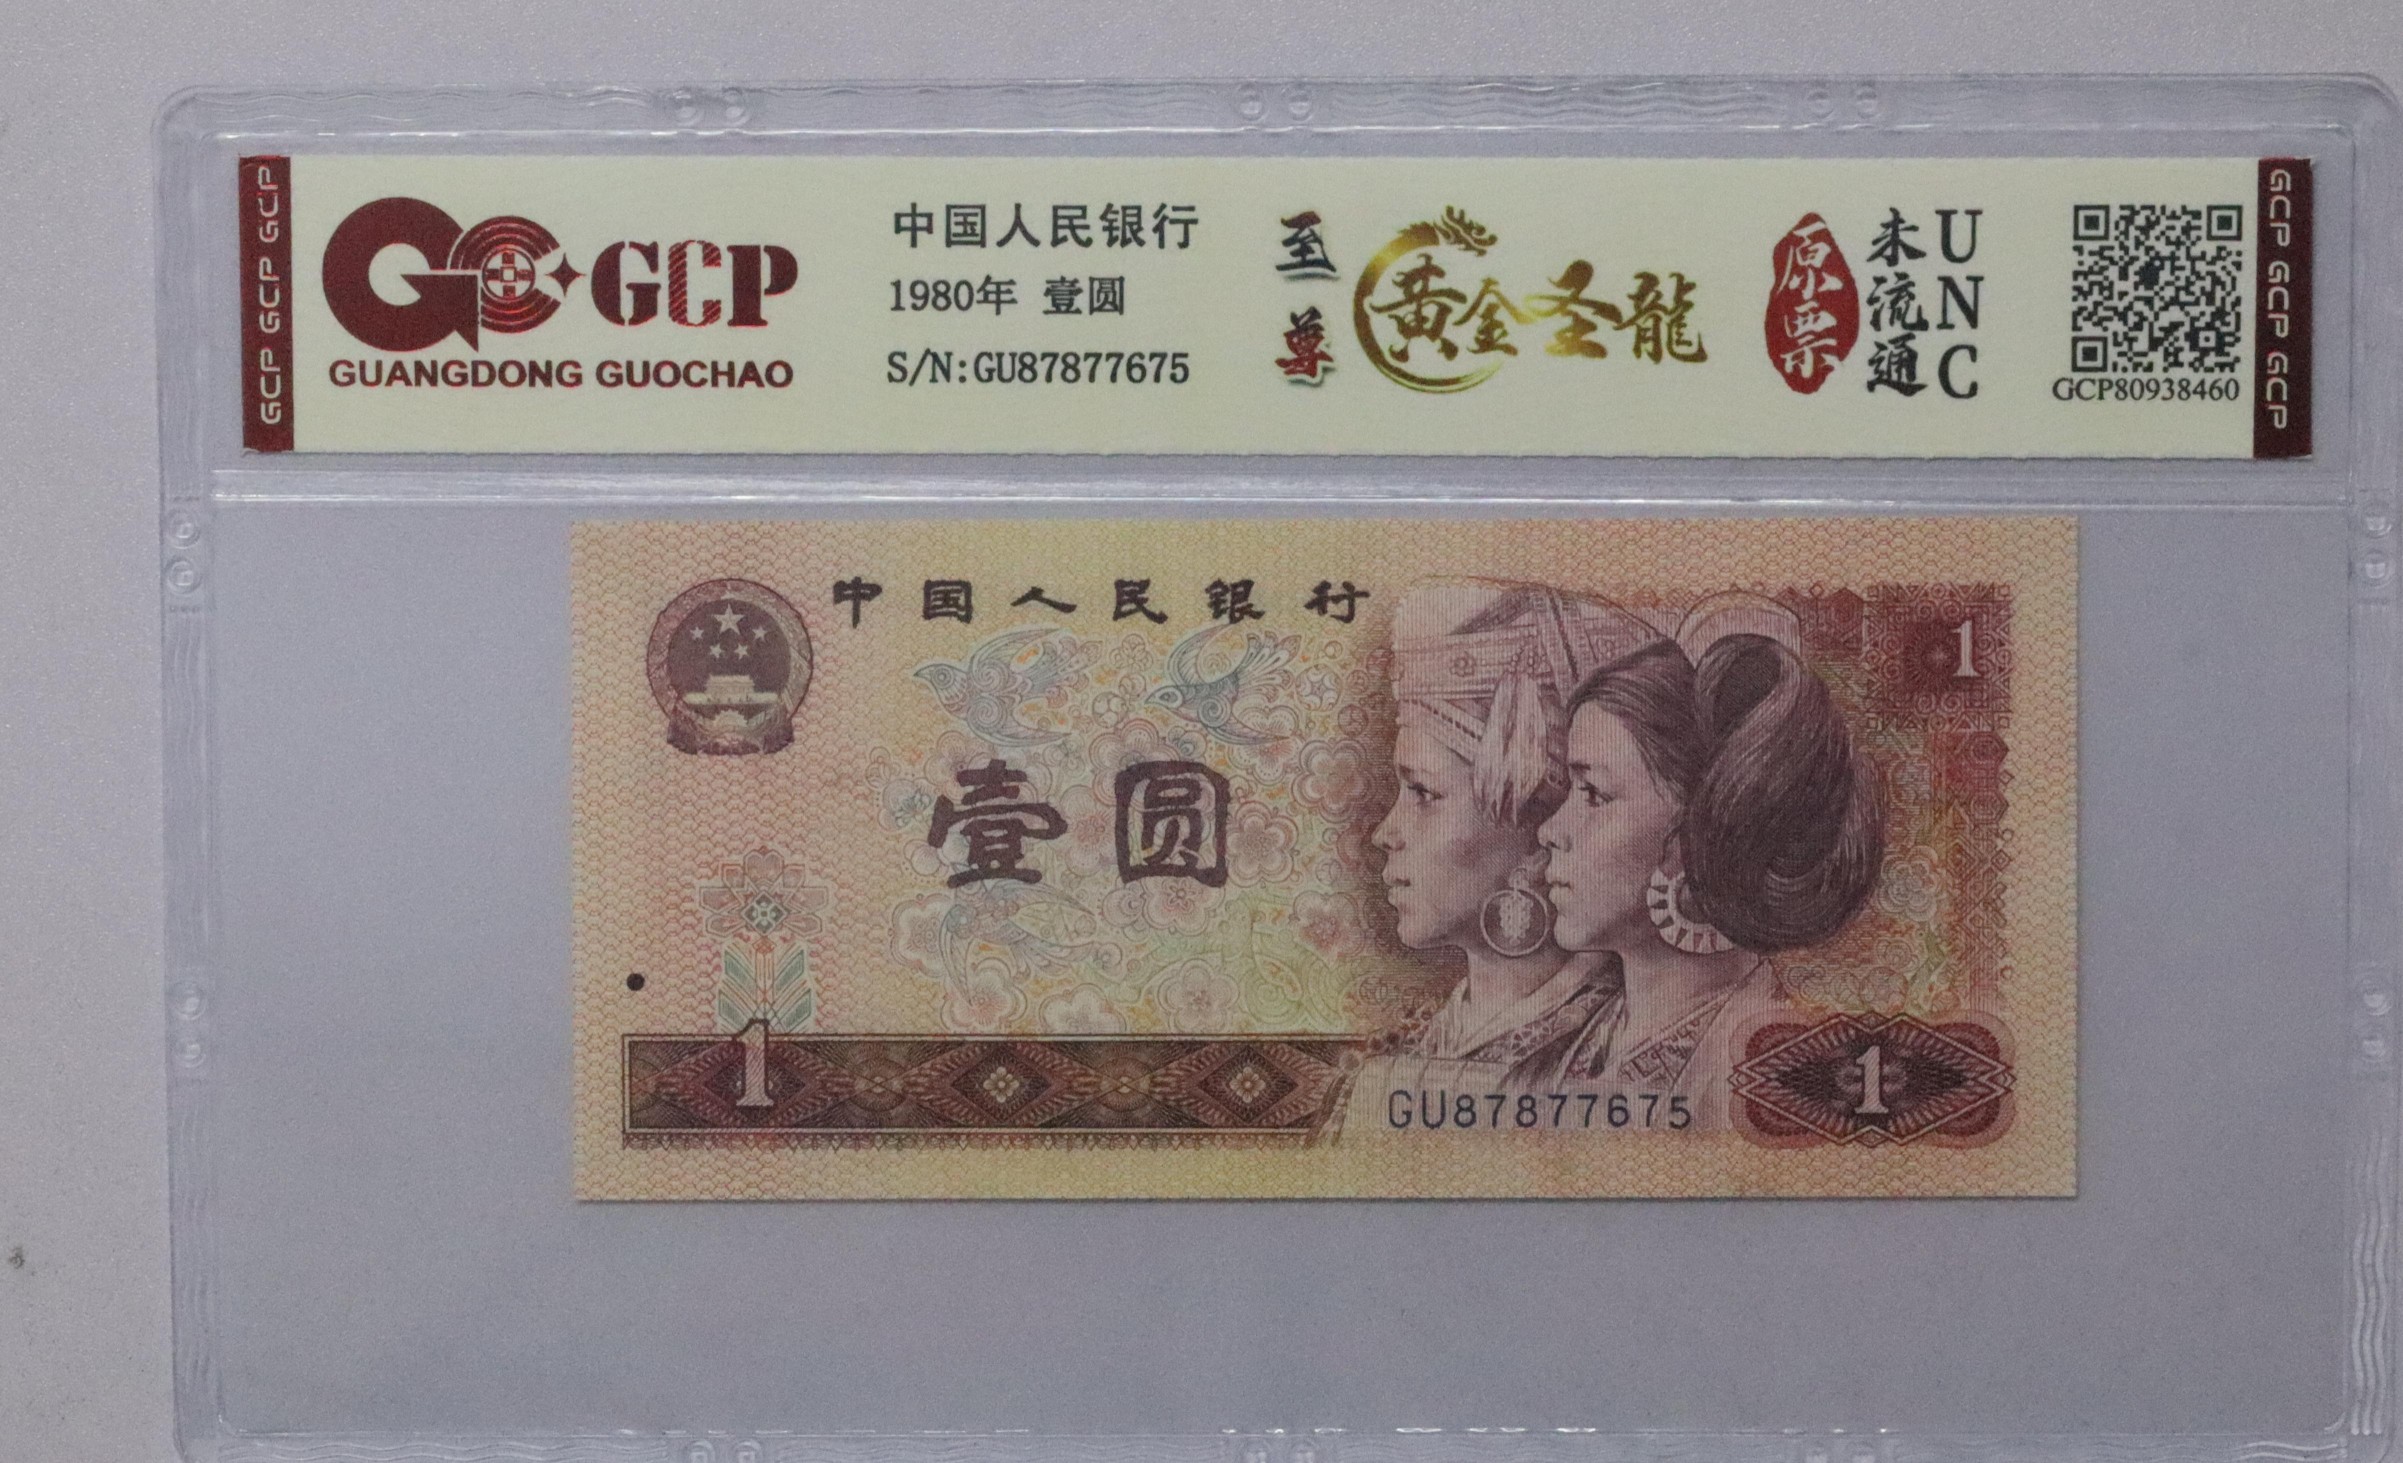 GCP GCP GCP
GCP
GUANGDONG GUOCHAO
中国人民银行
1980年 壹圆
S/N:GU87877675
至尊
黄金圣龍
原票
未流通
UNC
GCP80938460
GCP GCP GCP
中国人民银行
1
壹圆
1
GU87877675
1